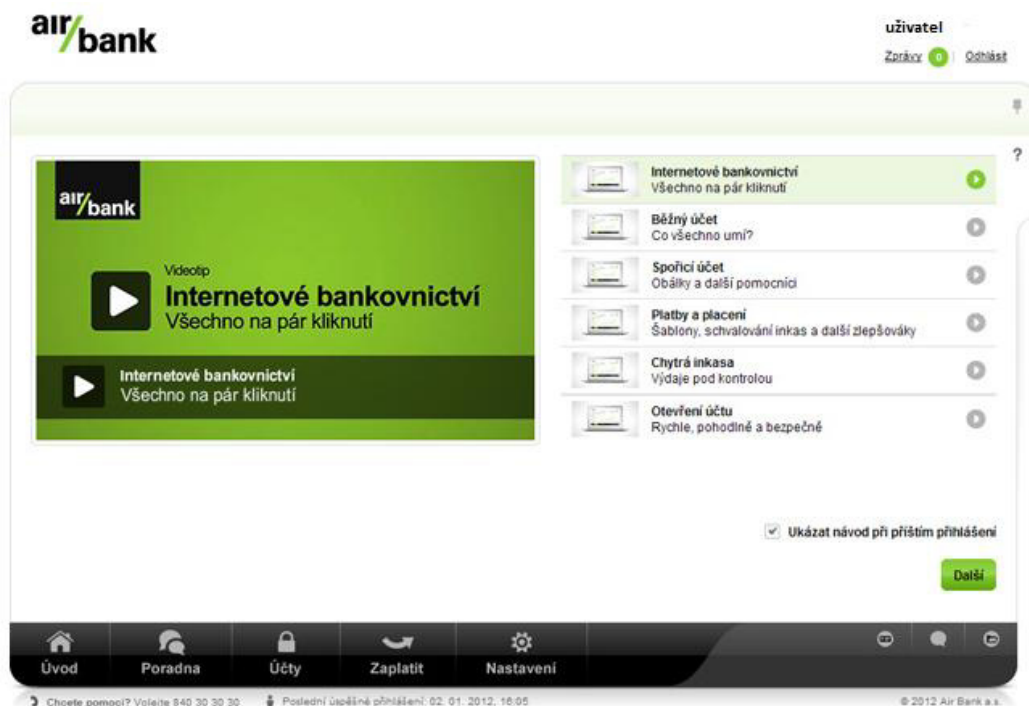 air bank
uživatel
Zprávy 0 Odhlásit
?
air bank
Videotip
Internetové bankovnictví
Všechno na pár kliknutí
Internetové bankovnictví
Všechno na pár kliknutí
Internetové bankovnictví
Všechno na pár kliknutí
Běžný účet
Co všechno umí?
Spořicí účet
Obálky a další pomocníci
Platby a placení
Šablony, schvalování inkas a další zlepšováky
Chytrá inkasa
Výdaje pod kontrolou
Otevření účtu
Rychle, pohodlně a bezpečně
Ukázat návod při příštím přihlášení
Další
Úvod Poradna Účty Zaplatit Nastavení
Chcete pomoci? Volejte 840 30 30 30 Poslední úspěšné přihlášení: 02. 01. 2012, 16:05 © 2012 Air Bank a.s.